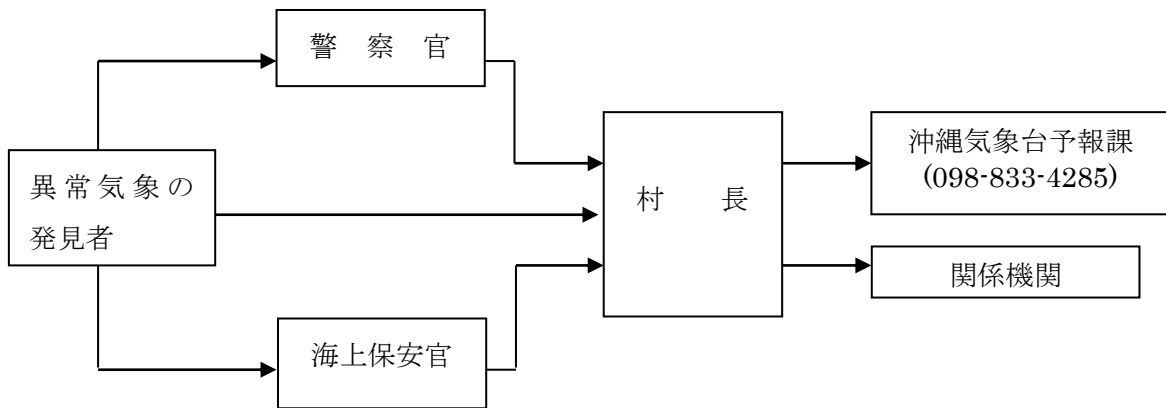 警察官
異常気象の
発見者
村長
沖縄気象台予報課
(098-833-4285)
関係機関
海上保安官